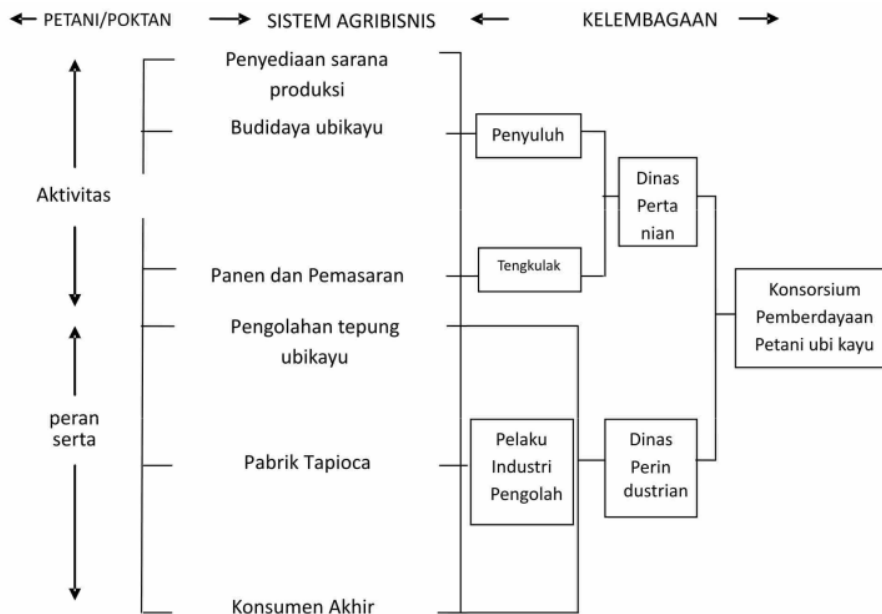 PETANI/POKTAN
SISTEM AGRIBISNIS
KELEMBAGAAN
Penyediaan sarana
produksi
Budidaya ubikayu
Penyuluh
Dinas
Perta
nian
Aktivitas
Panen dan Pemasaran
Tengkulak
Konsorsium
Pemberdayaan
Petani ubi kayu
Pengolahan tepung
ubikayu
peran
serta
Pabrik Tapioca
Pelaku
Industri
Pengolah
Dinas
Perin
dustrian
Konsumen Akhir